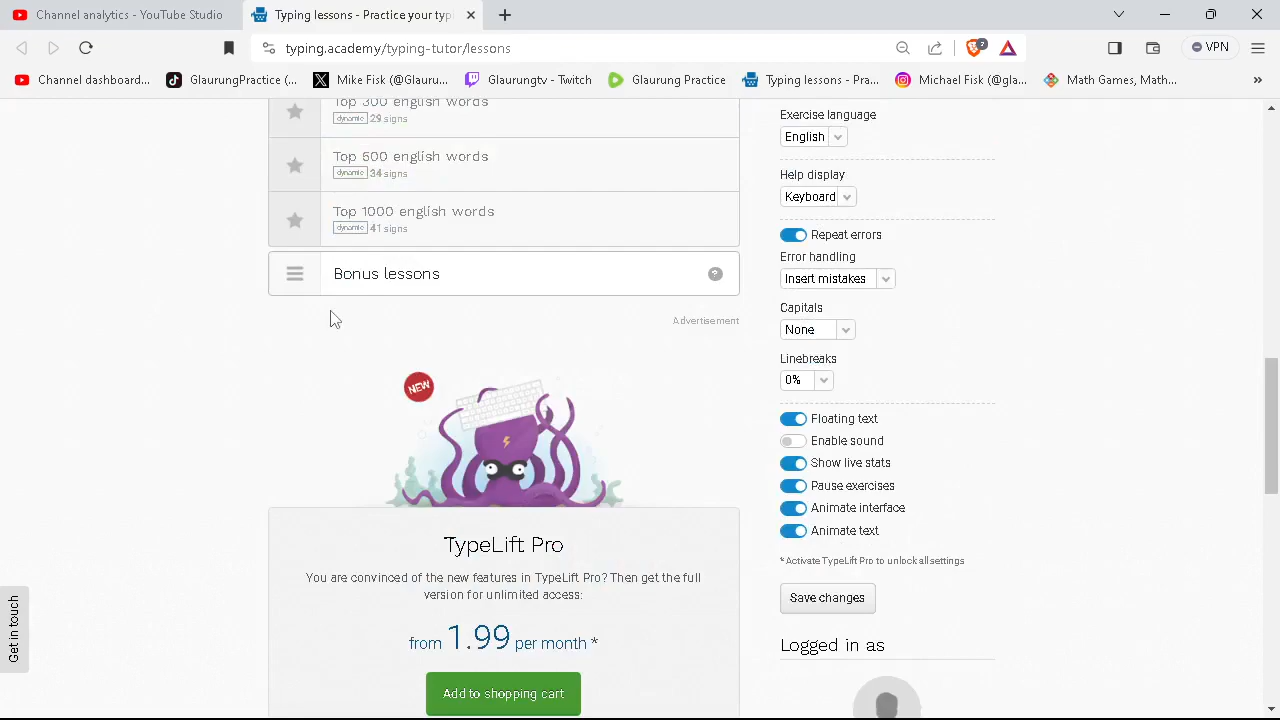 Channel analytics - YouTube Studio
Typing lessons - Practice your typ
typing.academy/typing-tutor/lessons
2
VPN
Channel dashboard...
GlaurungPractice (...
Mike Fisk (@Glauru...
Glaurungtv - Twitch
Glaurung Practice
Typing lessons - Pra...
Michael Fisk (@gla...
Math Games, Math...
Top 300 english words
dynamic 29 signs
Top 600 english words
dynamic 34 signs
Top 1000 english words
dynamic 41 signs
Bonus lessons
?
Advertisement
NEW
TypeLift Pro
You are convinced of the new features in TypeLift Pro? Then get the full
version for unlimited access:
from 1.99 per month *
Add to shopping cart
Exercise language
English
Help display
Keyboard
Repeat errors
Error handling
Insert mistakes
Capitals
None
Linebreaks
0%
Floating text
Enable sound
Show live stats
Pause exercises
Animate interface
Animate text
* Activate TypeLift Pro to unlock all settings
Save changes
Logged in as
Get in touch